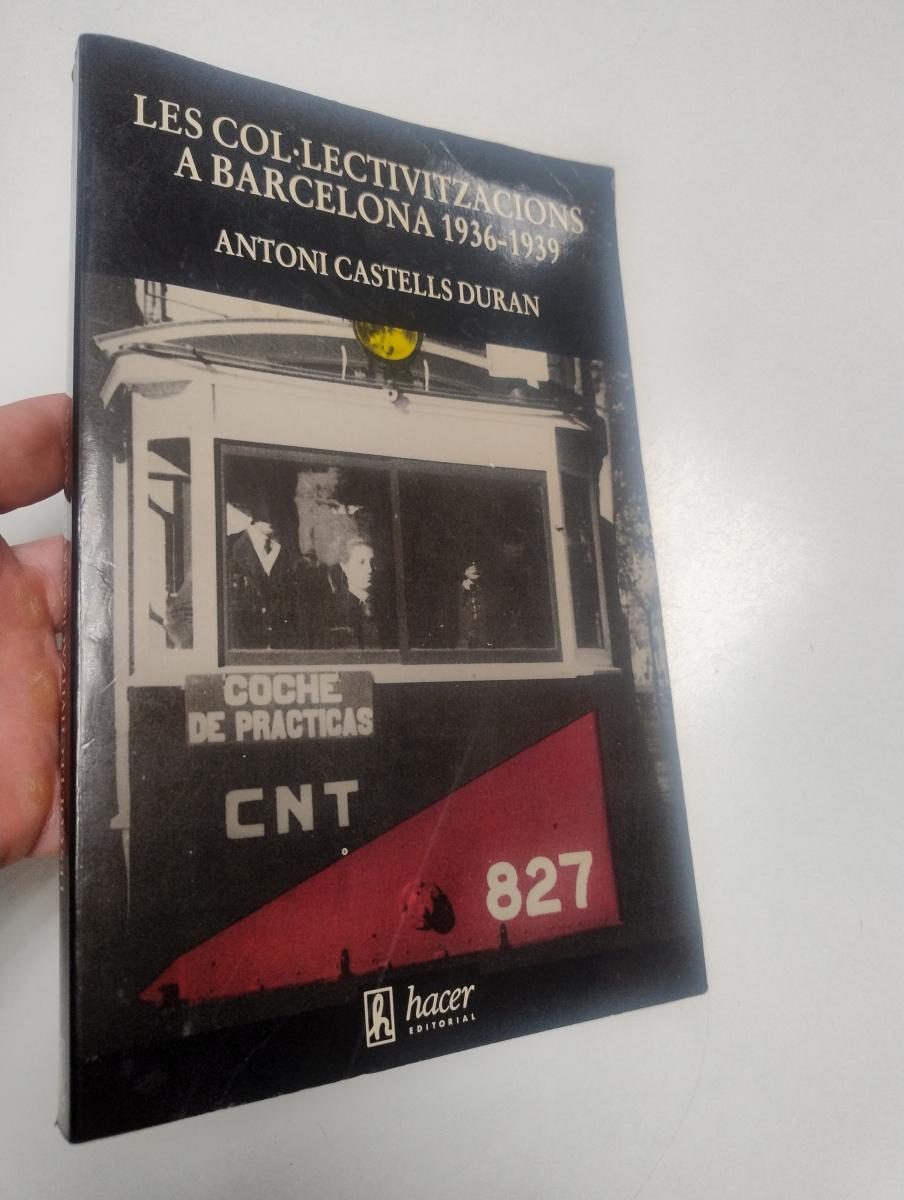 LES COL·LECTIVITZACIONS
A BARCELONA 1936-1939
ANTONI CASTELLS DURAN
COCHE
DE PRACTICAS
CNT
827
h hacer
EDITORIAL